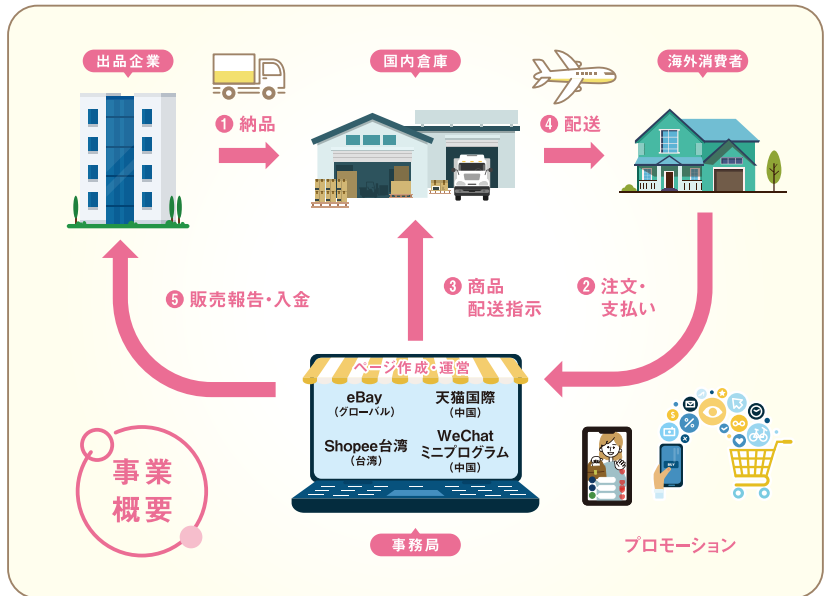 出品企業
国内倉庫
海外消費者
❶ 納品
❹ 配送
❺ 販売報告・入金
❸ 商品
配送指示
❷ 注文・
支払い
ページ作成・運営
eBay
(グローバル)
天猫国際
(中国)
Shopee台湾
(台湾)
WeChat
ミニプログラム
(中国)
事業
概要
事務局
BUY
プロモーション